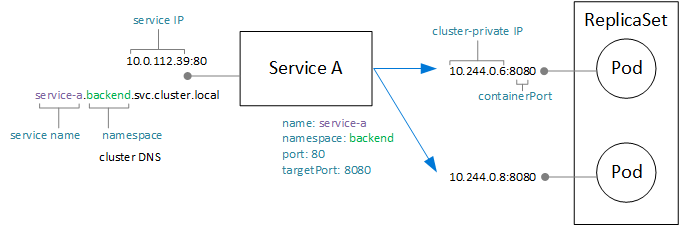 service IP
10.0.112.39:80
service-a.backend.svc.cluster.local
service name
namespace
cluster DNS
Service A
name: service-a
namespace: backend
port: 80
targetPort: 8080
cluster-private IP
10.244.0.6:8080
containerPort
10.244.0.8:8080
ReplicaSet
Pod
Pod